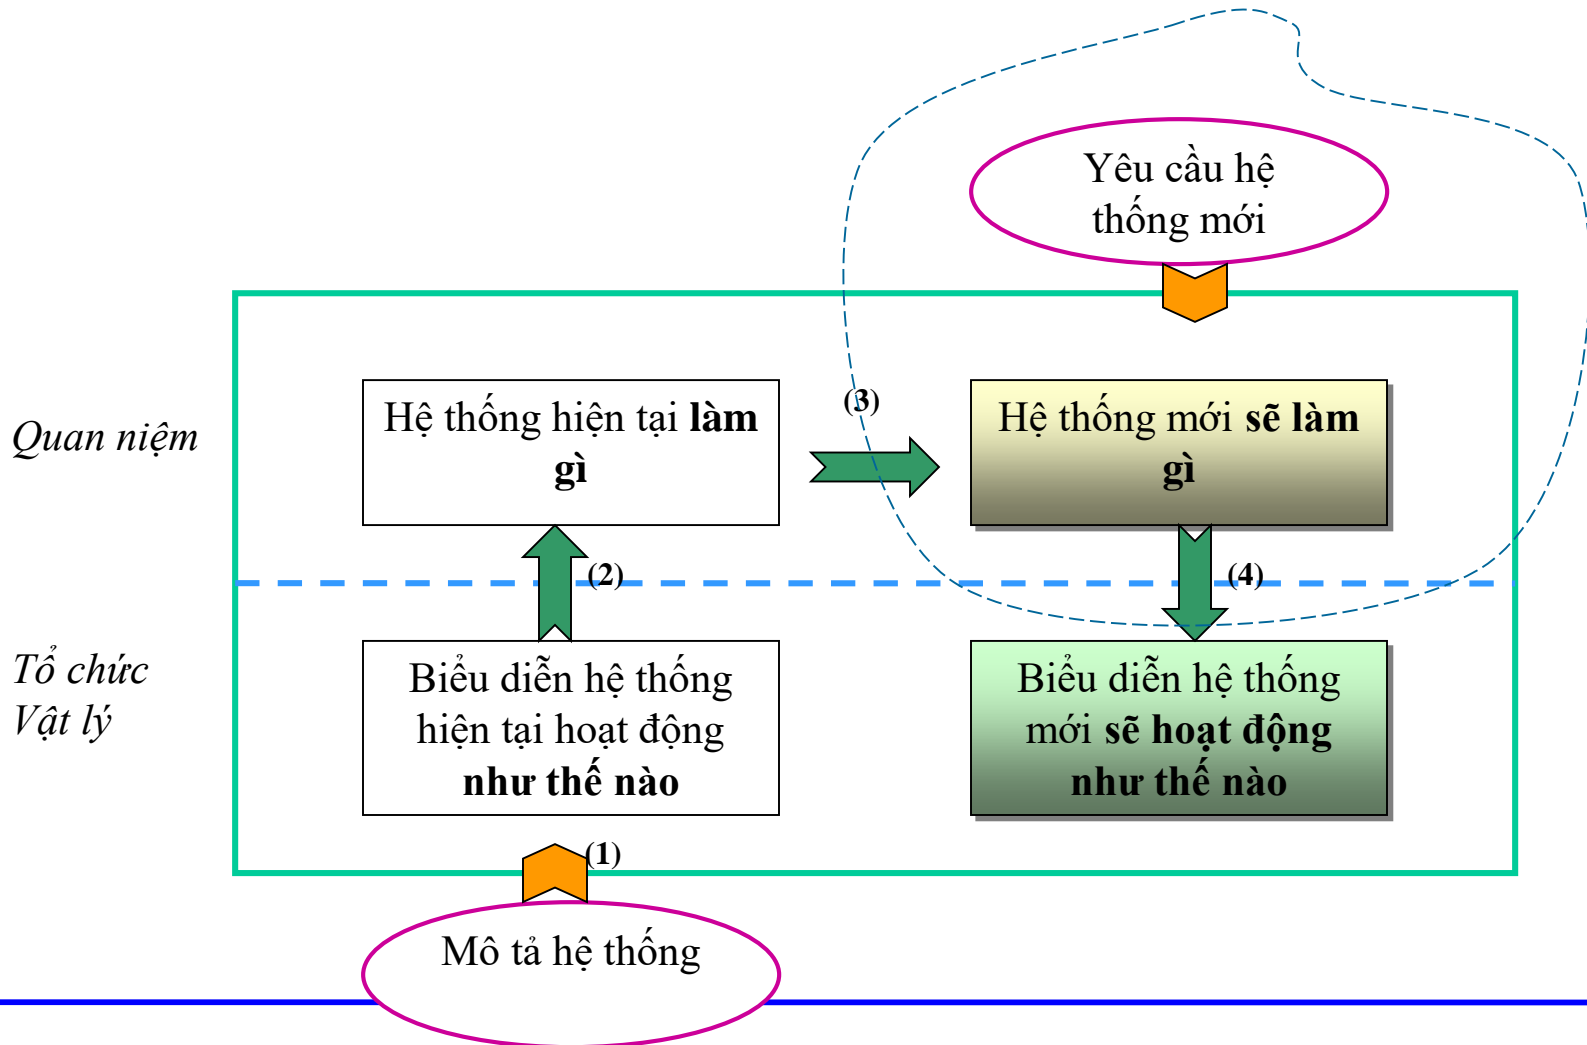 Yêu cầu hệ
thống mới
Quan niệm
Hệ thống hiện tại làm
gì
(3)
Hệ thống mới sẽ làm
gì
(2)
(4)
Tổ chức
Vật lý
Biểu diễn hệ thống
hiện tại hoạt động
như thế nào
Biểu diễn hệ thống
mới sẽ hoạt động
như thế nào
(1)
Mô tả hệ thống